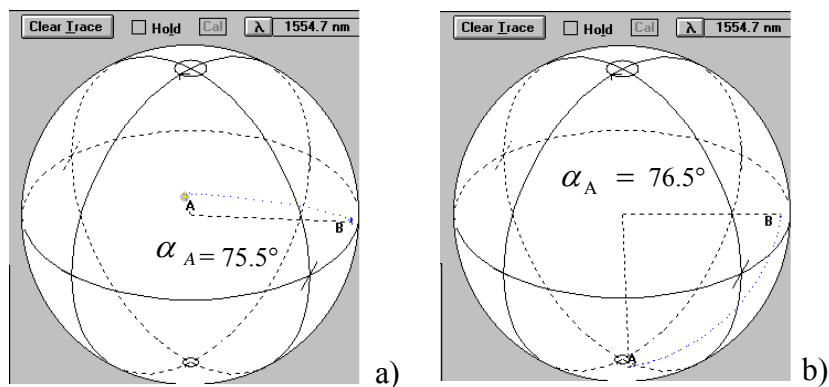 Clear Trace Hold Cal λ 1554.7 nm
A
B
α A = 75.5°
a)
Clear Trace Hold Cal λ 1554.7 nm
α A = 76.5°
B
A
b)